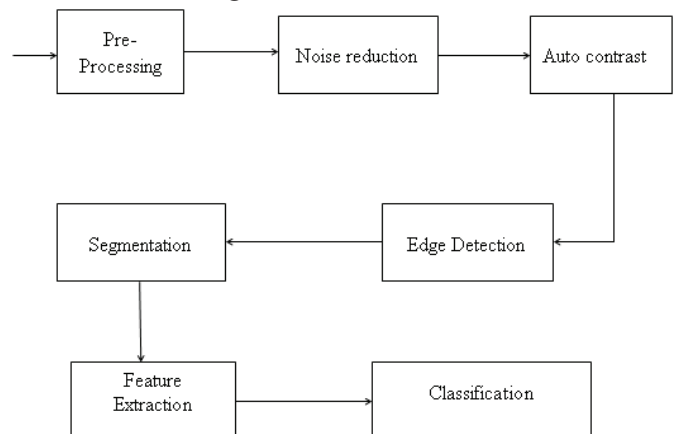 Pre-
Processing
Noise reduction
Auto contrast
Edge Detection
Segmentation
Feature
Extraction
Classification